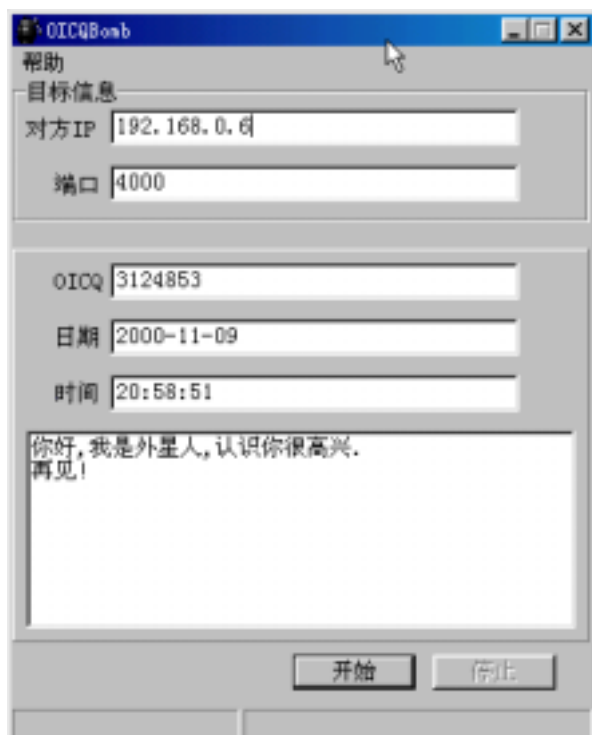 OICQBomb
帮助
目标信息
对方IP 192.168.0.6
端口 4000
OICQ 3124853
日期 2000-11-09
时间 20:58:51
你好,我是外星人,认识你很高兴.
再见!
开始 停止